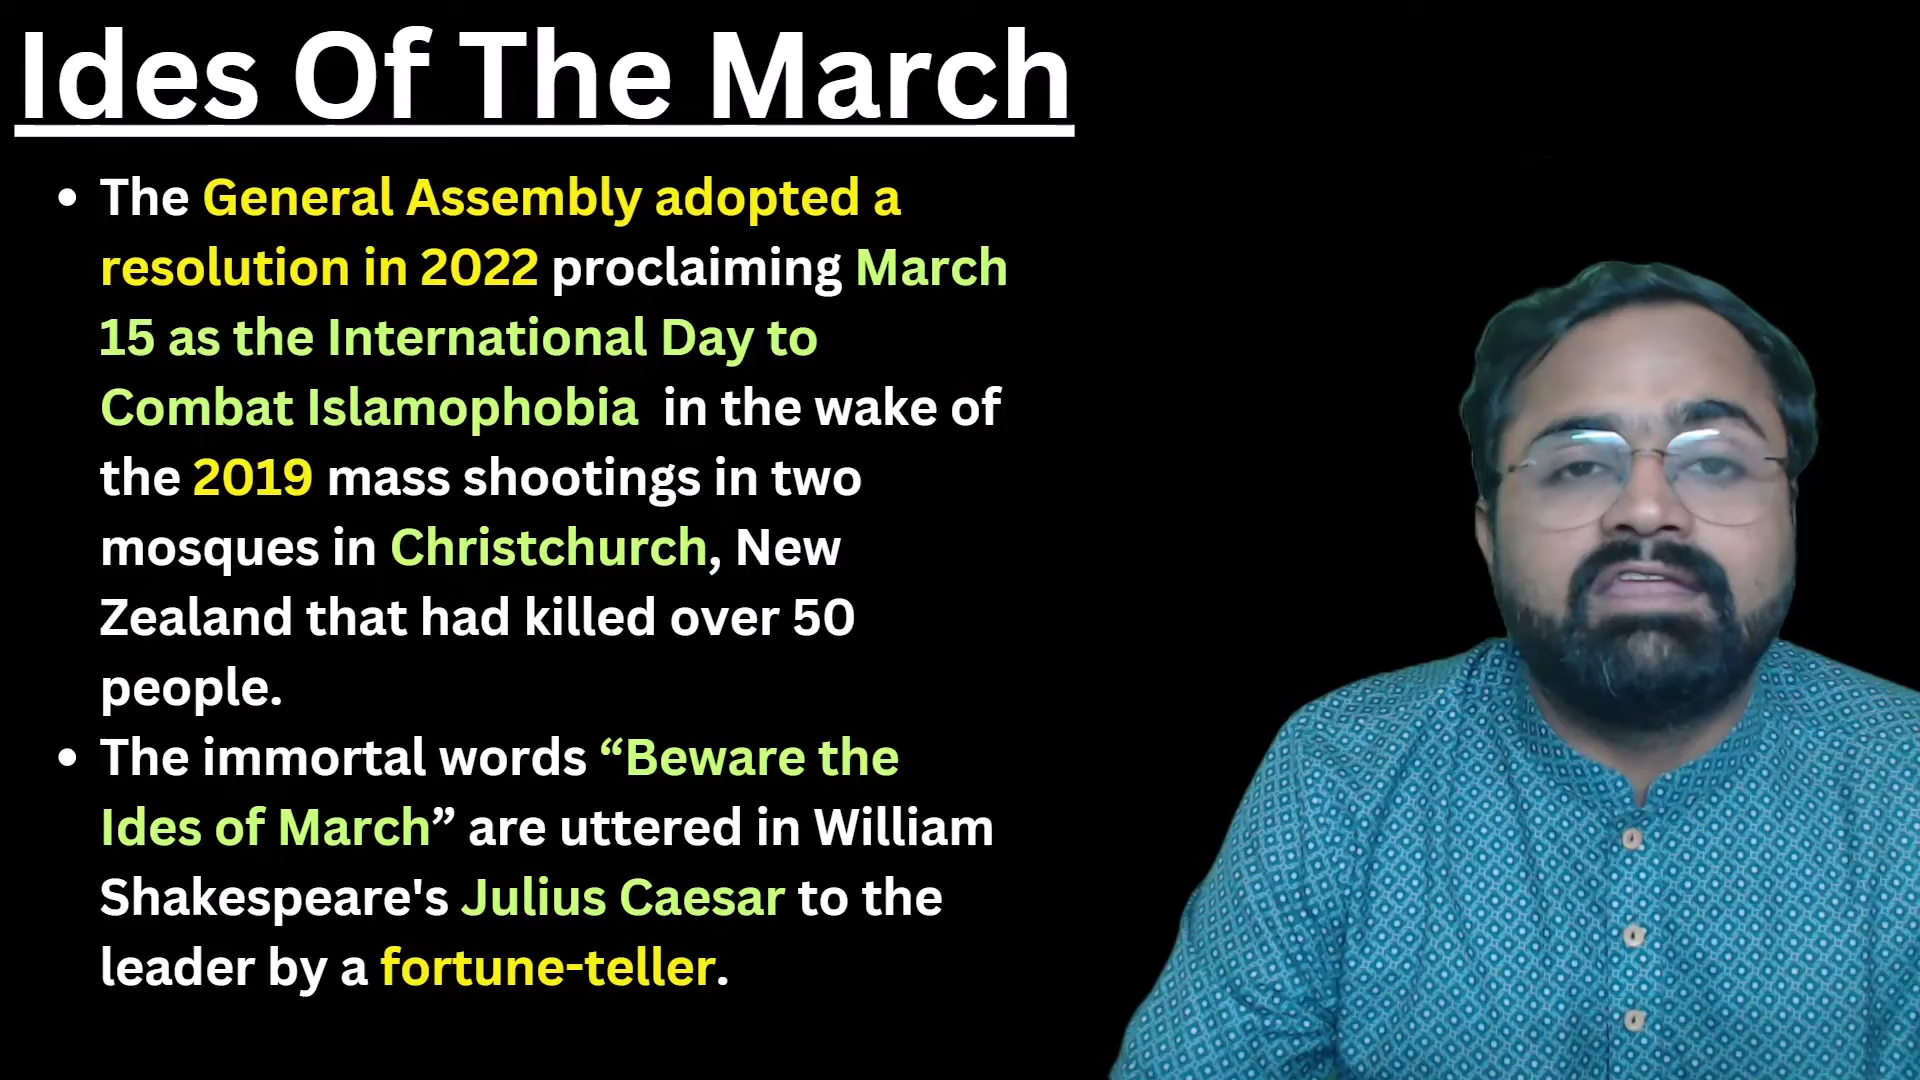 Ides Of The March
• The General Assembly adopted a
resolution in 2022 proclaiming March
15 as the International Day to
Combat Islamophobia  in the wake of
the 2019 mass shootings in two
mosques in Christchurch, New
Zealand that had killed over 50
people.
• The immortal words “Beware the
Ides of March” are uttered in William
Shakespeare's Julius Caesar to the
leader by a fortune-teller.